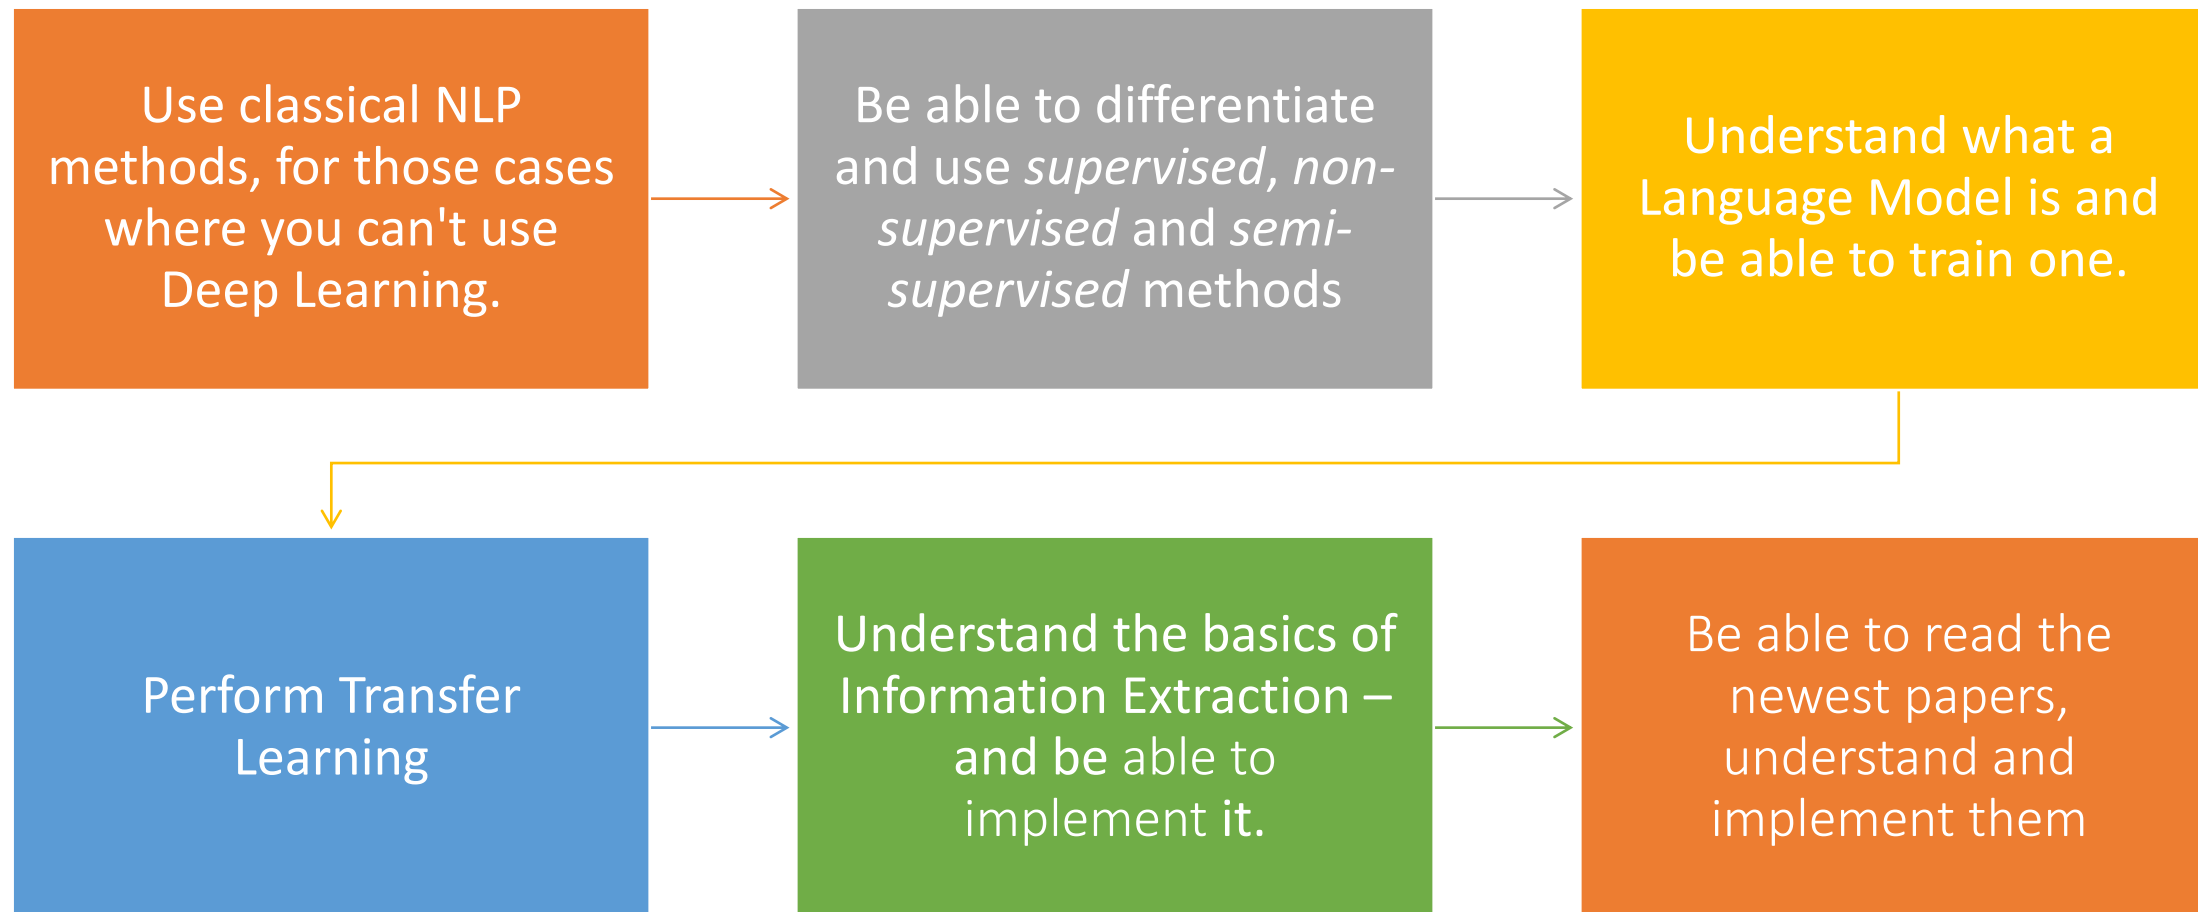 Use classical NLP
methods, for those cases
where you can't use
Deep Learning.
Be able to differentiate
and use supervised, non-
supervised and semi-
supervised methods
Understand what a
Language Model is and
be able to train one.
Perform Transfer
Learning
Understand the basics of
Information Extraction –
and be able to
implement it.
Be able to read the
newest papers,
understand and
implement them